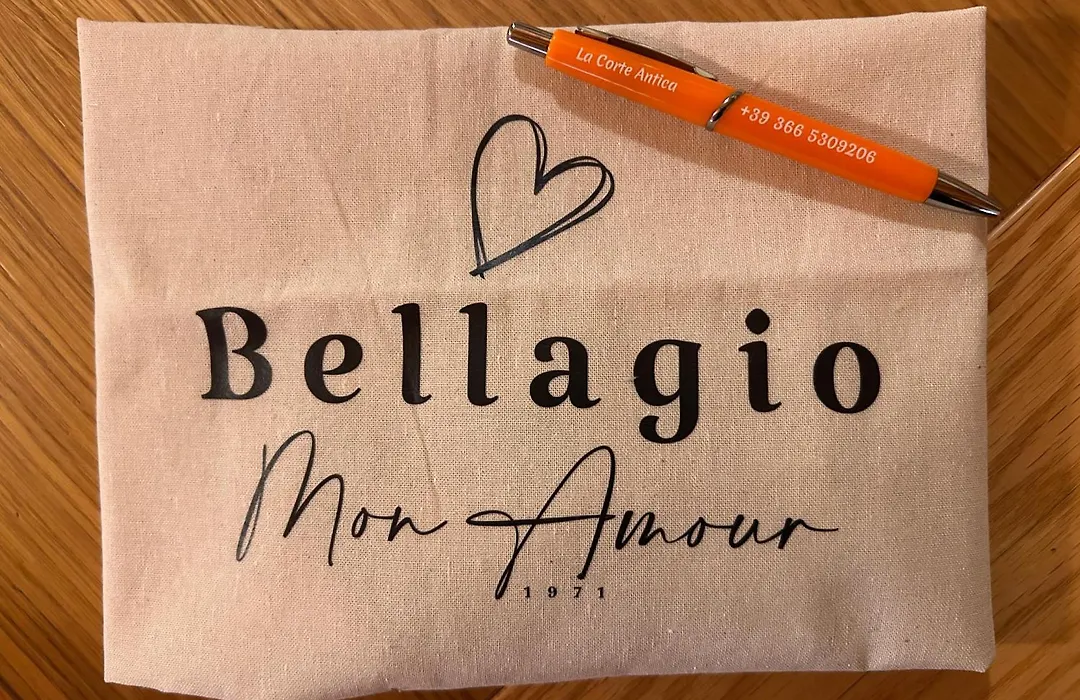 La Corte Antica
+39 366 5309206
Bellagio
Mon Amour
1971